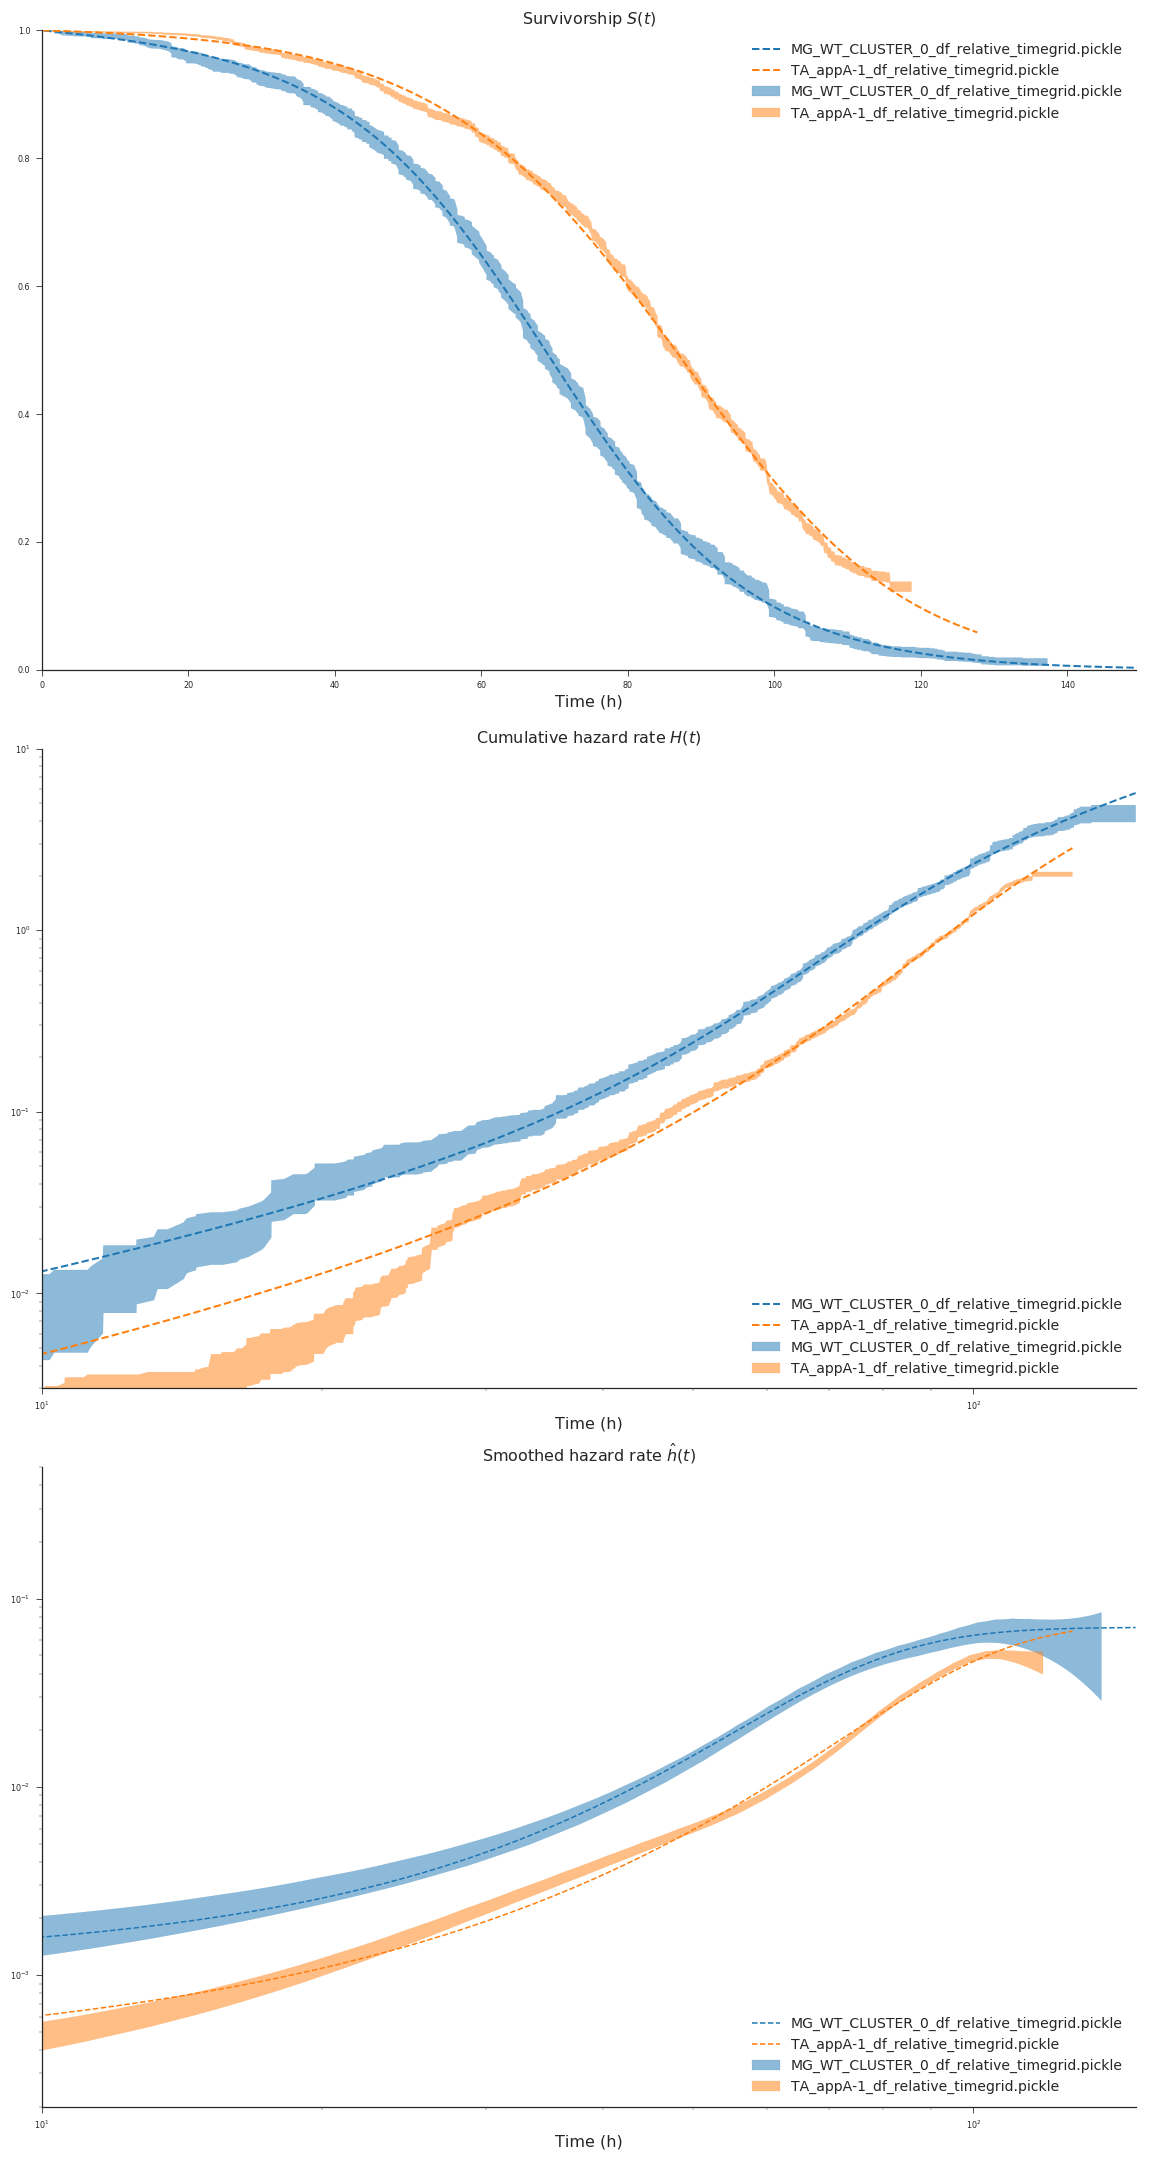 Survivorship S(t)
1.0
0.8
0.6
0.4
0.2
0.0
MG_WT_CLUSTER_0_df_relative_timegrid.pickle
TA_appA-1_df_relative_timegrid.pickle
MG_WT_CLUSTER_0_df_relative_timegrid.pickle
TA_appA-1_df_relative_timegrid.pickle
0 20 40 60 80 100 120 140
Time (h)
Cumulative hazard rate H(t)
10¹
10⁰
10⁻¹
10⁻²
MG_WT_CLUSTER_0_df_relative_timegrid.pickle
TA_appA-1_df_relative_timegrid.pickle
MG_WT_CLUSTER_0_df_relative_timegrid.pickle
TA_appA-1_df_relative_timegrid.pickle
10¹ 10²
Time (h)
Smoothed hazard rate ĥ(t)
10⁻¹
10⁻²
10⁻³
MG_WT_CLUSTER_0_df_relative_timegrid.pickle
TA_appA-1_df_relative_timegrid.pickle
MG_WT_CLUSTER_0_df_relative_timegrid.pickle
TA_appA-1_df_relative_timegrid.pickle
10¹ 10²
Time (h)